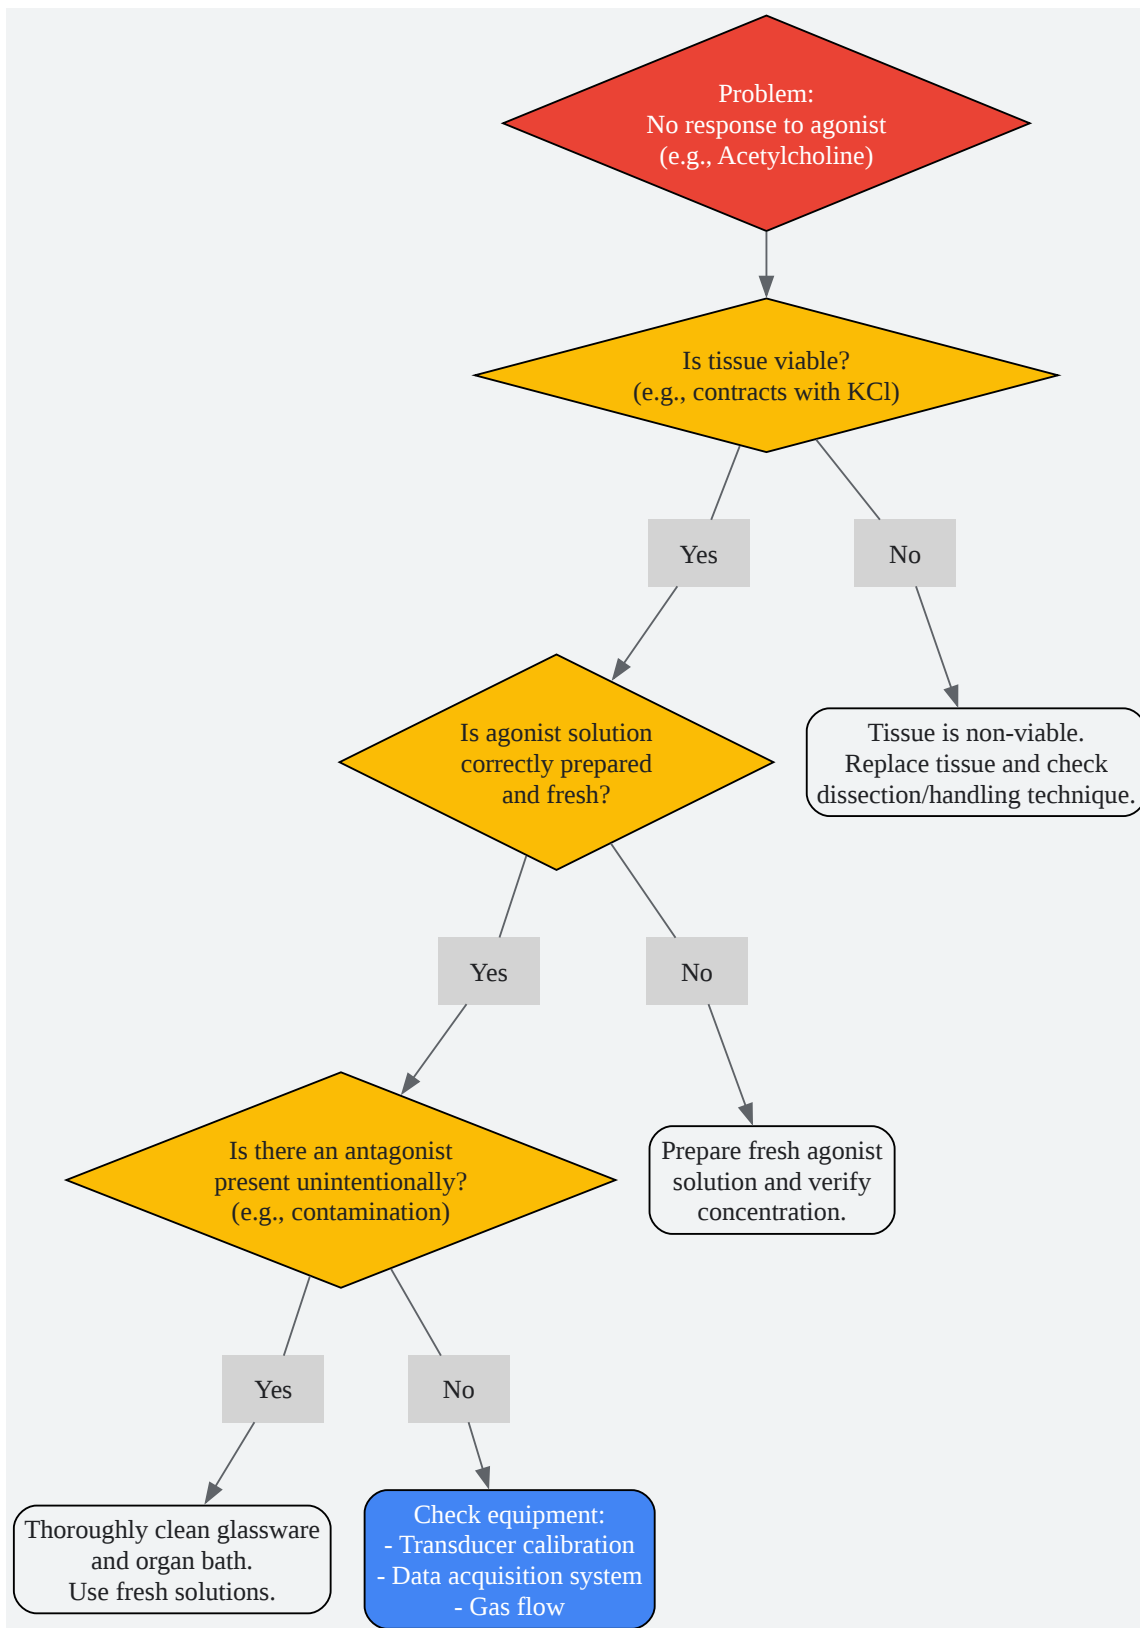 Problem:
No response to agonist
(e.g., Acetylcholine)
Is tissue viable?
(e.g., contracts with KCl)
Yes
No
Is agonist solution
correctly prepared
and fresh?
Tissue is non-viable.
Replace tissue and check
dissection/handling technique.
Yes
No
Is there an antagonist
present unintentionally?
(e.g., contamination)
Prepare fresh agonist
solution and verify
concentration.
Yes
No
Thoroughly clean glassware
and organ bath.
Use fresh solutions.
Check equipment:
- Transducer calibration
- Data acquisition system
- Gas flow